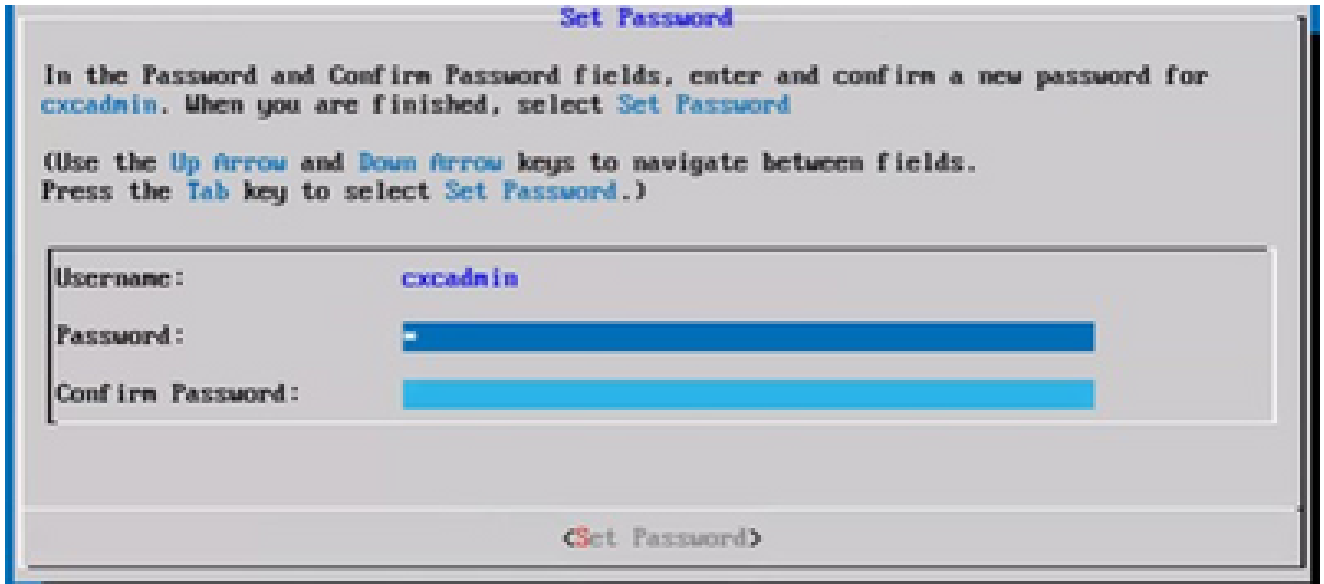 Set Password
In the Password and Confirm Password fields, enter and confirm a new password for
cxcadmin. When you are finished, select Set Password
(Use the Up Arrow and Down Arrow keys to navigate between fields.
Press the Tab key to select Set Password.)
Username: cxcadmin
Password:
Confirm Password:
<Set Password>